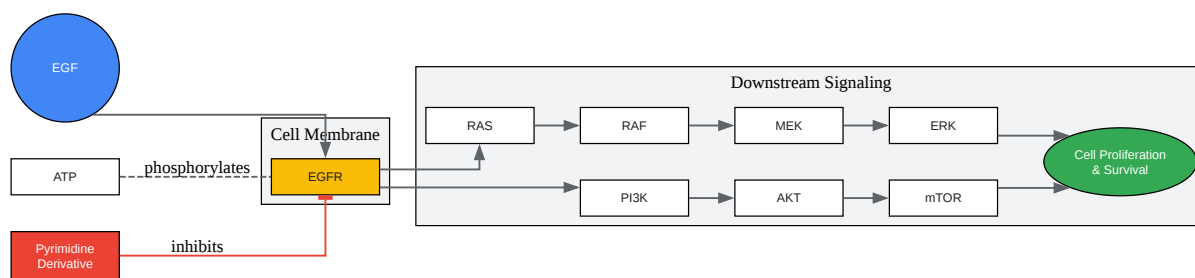 EGF
Downstream Signaling
Cell Membrane
RAS
RAF
MEK
ERK
ATP
phosphorylates
EGFR
Cell Proliferation
& Survival
PI3K
AKT
mTOR
Pyrimidine
Derivative
inhibits